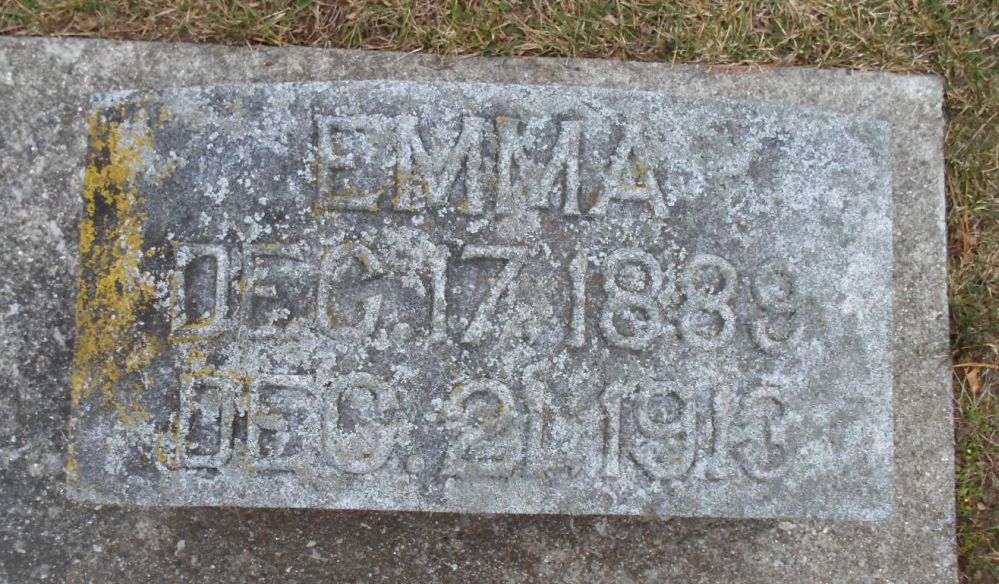 EMMA
DEC. 17. 1889
DEC. 21. 1913